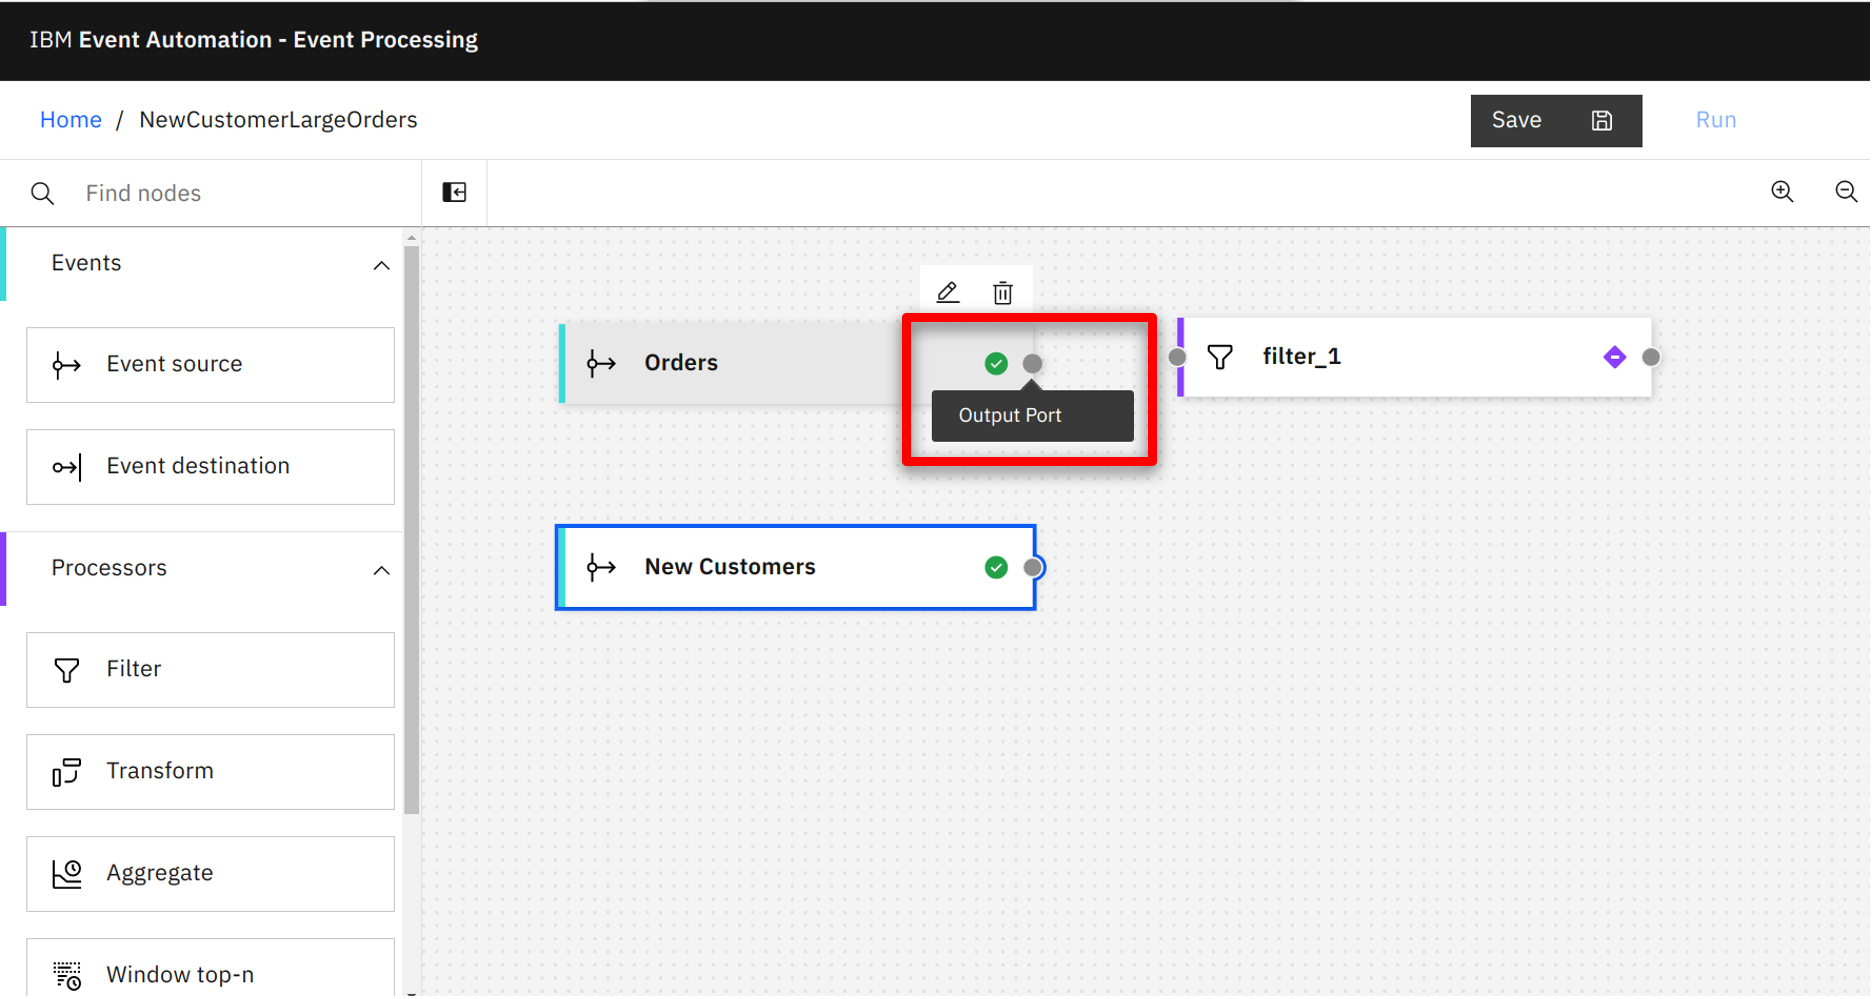 IBM Event Automation - Event Processing
Home / NewCustomerLargeOrders
Save
Run
Find nodes
Events
Event source
Event destination
Processors
Filter
Transform
Aggregate
Window top-n
Orders
Output Port
filter_1
New Customers